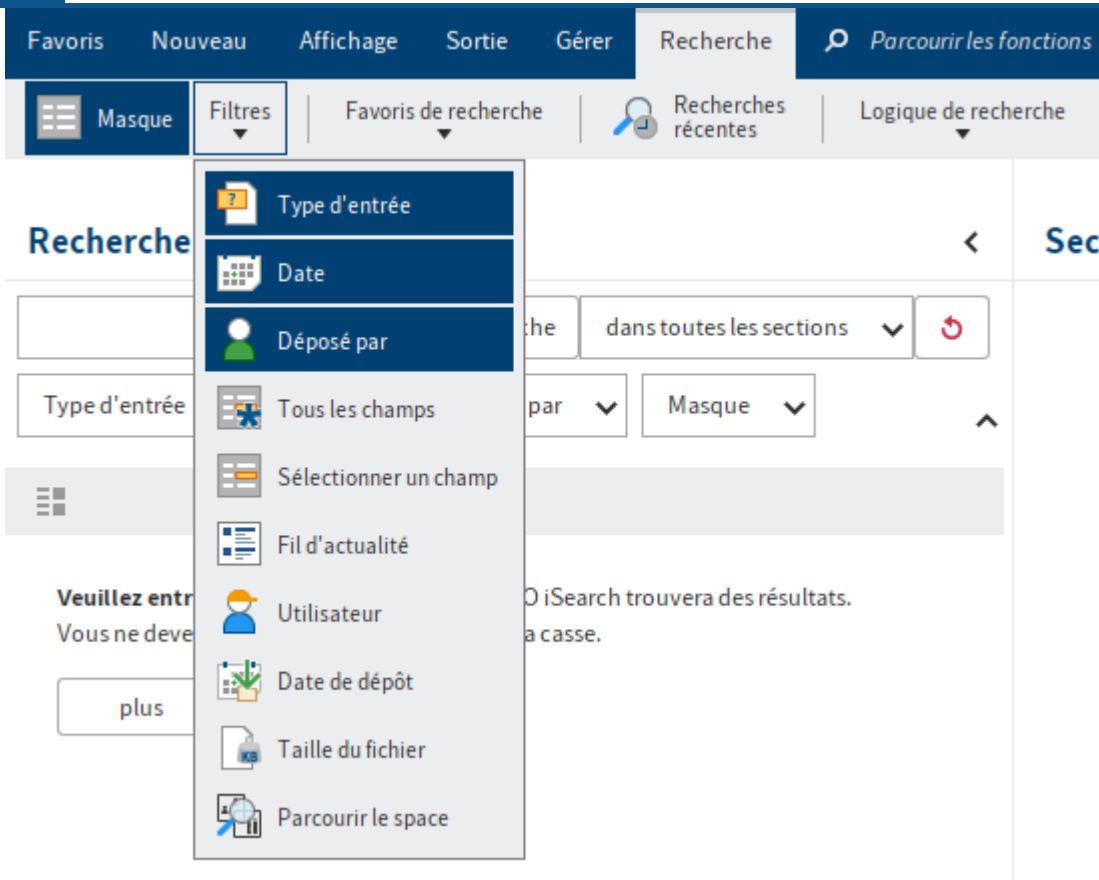 Favoris Nouveau Affichage Sortie Gérer Recherche Parcourir les fonctions
Masque Filtres Favoris de recherche Recherches récentes Logique de recherche
Type d'entrée
Recherche Sec
Date
dans toutes les sections
Déposé par
Type d'entrée par Masque
Tous les champs
Sélectionner un champ
Fil d'actualité
Veuillez iSearch trouvera des résultats.
Utilisateur
Vous ne casse.
Date de dépôt
plus
Taille du fichier
Parcourir le space